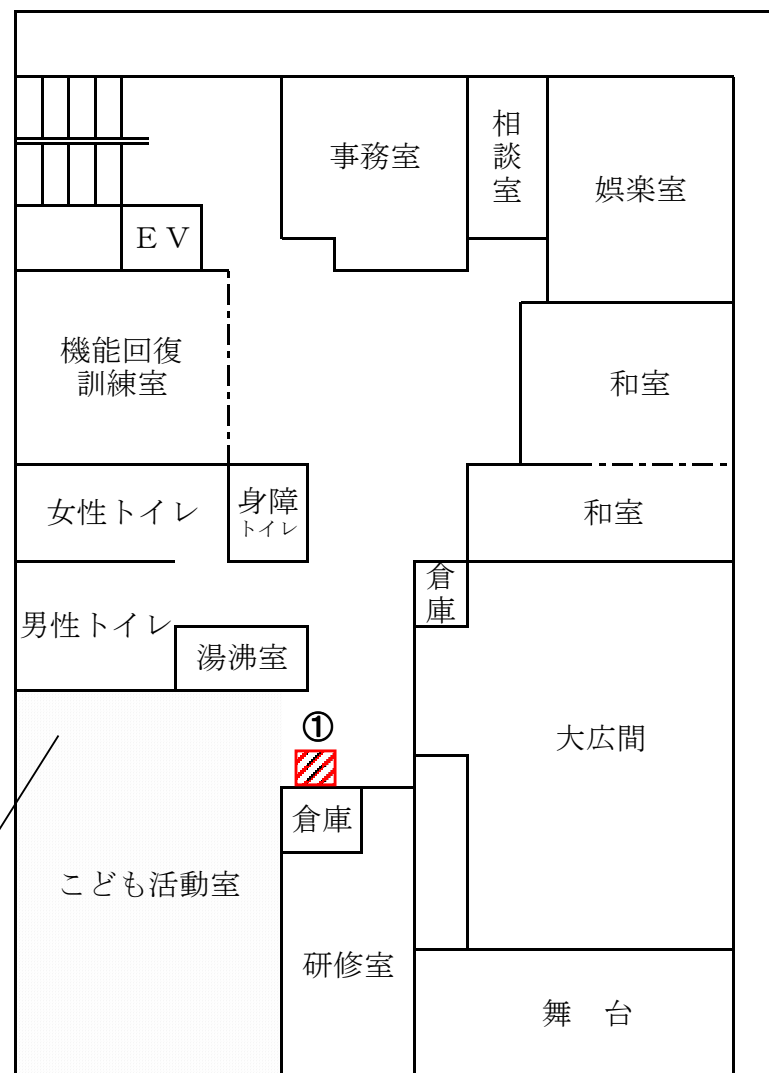 事務室
相談室
娯楽室
ＥＶ
機能回復
訓練室
和室
女性トイレ
身障
トイレ
和室
倉庫
男性トイレ
湯沸室
①
大広間
倉庫
こども活動室
研修室
舞　台